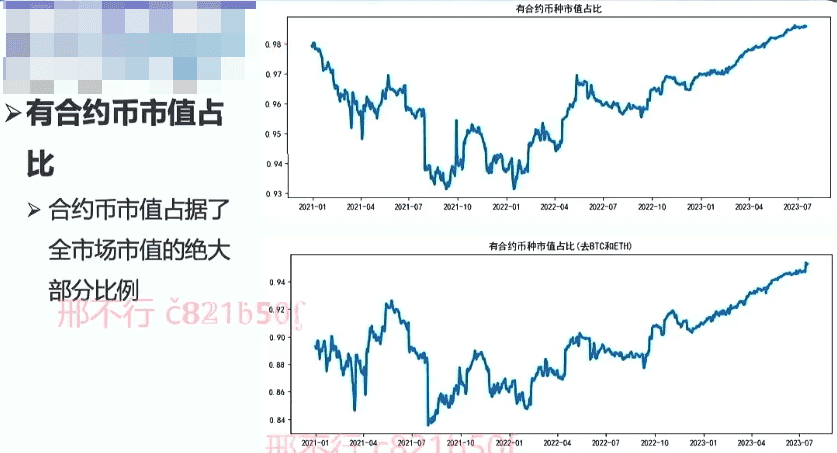 ➢有合约币市值占
比
➢ 合约币市值占据了
全市场市值的绝大
部分比例
邢不行
有合约币种市值占比
0.98
0.97
0.96
0.95
0.94
0.93
2021-01 2021-04 2021-07 2021-10 2022-01 2022-04 2022-07 2022-10 2023-01 2023-04 2023-07
有合约币种市值占比(去BTC和ETH)
0.94
0.92
0.90
0.88
0.86
0.84
2021-01 2021-04 2021-07 2021-10 2022-01 2022-04 2022-07 2022-10 2023-01 2023-04 2023-07
邢不行